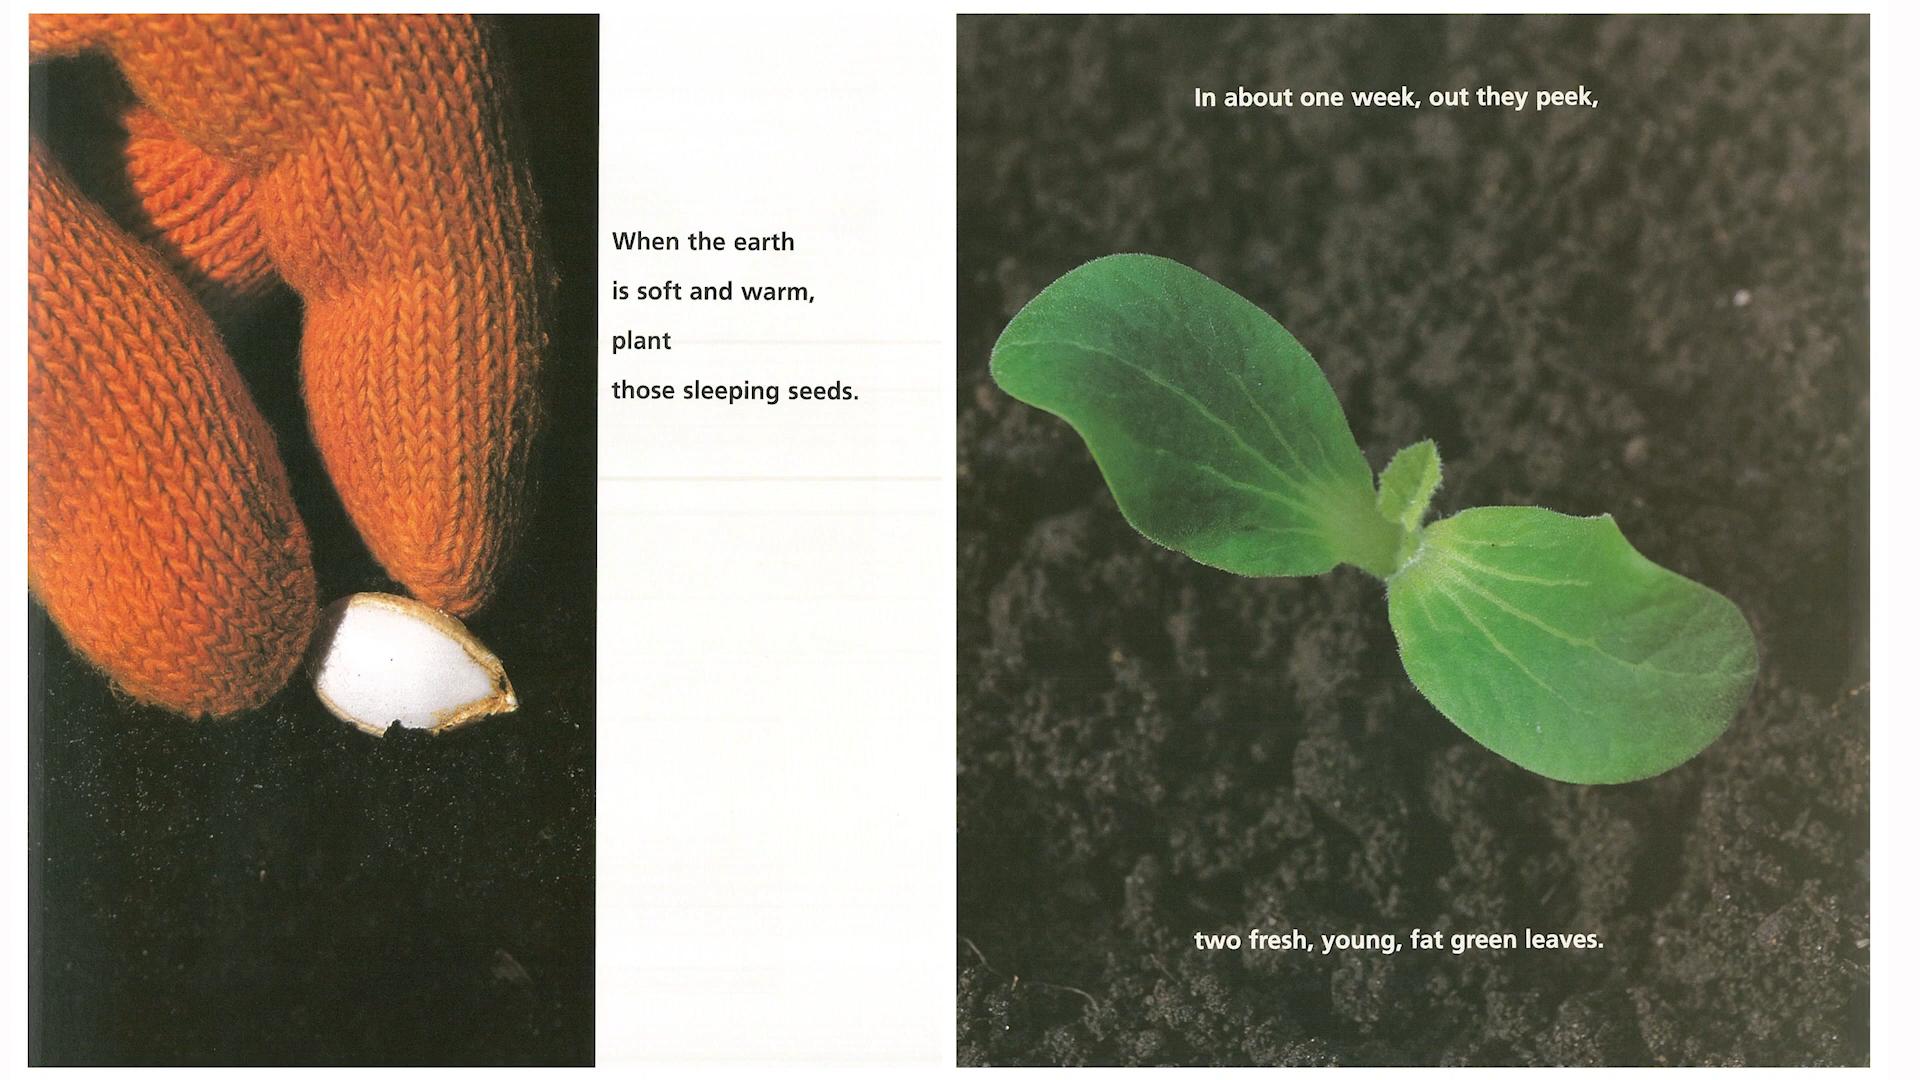 When the earth
is soft and warm,
plant
those sleeping seeds.
In about one week, out they peek,
two fresh, young, fat green leaves.